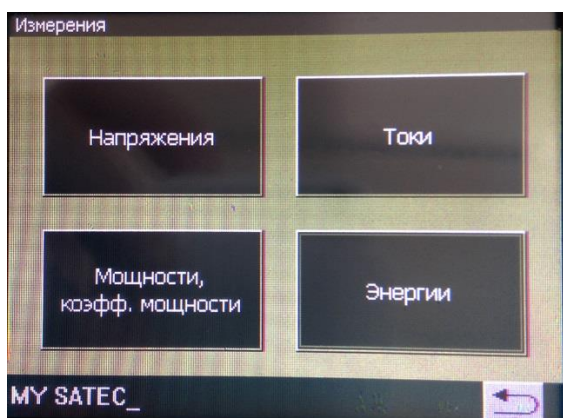 Измерения
Напряжения
Токи
Мощности,
коэфф. мощности
Энергии
MY SATEC_